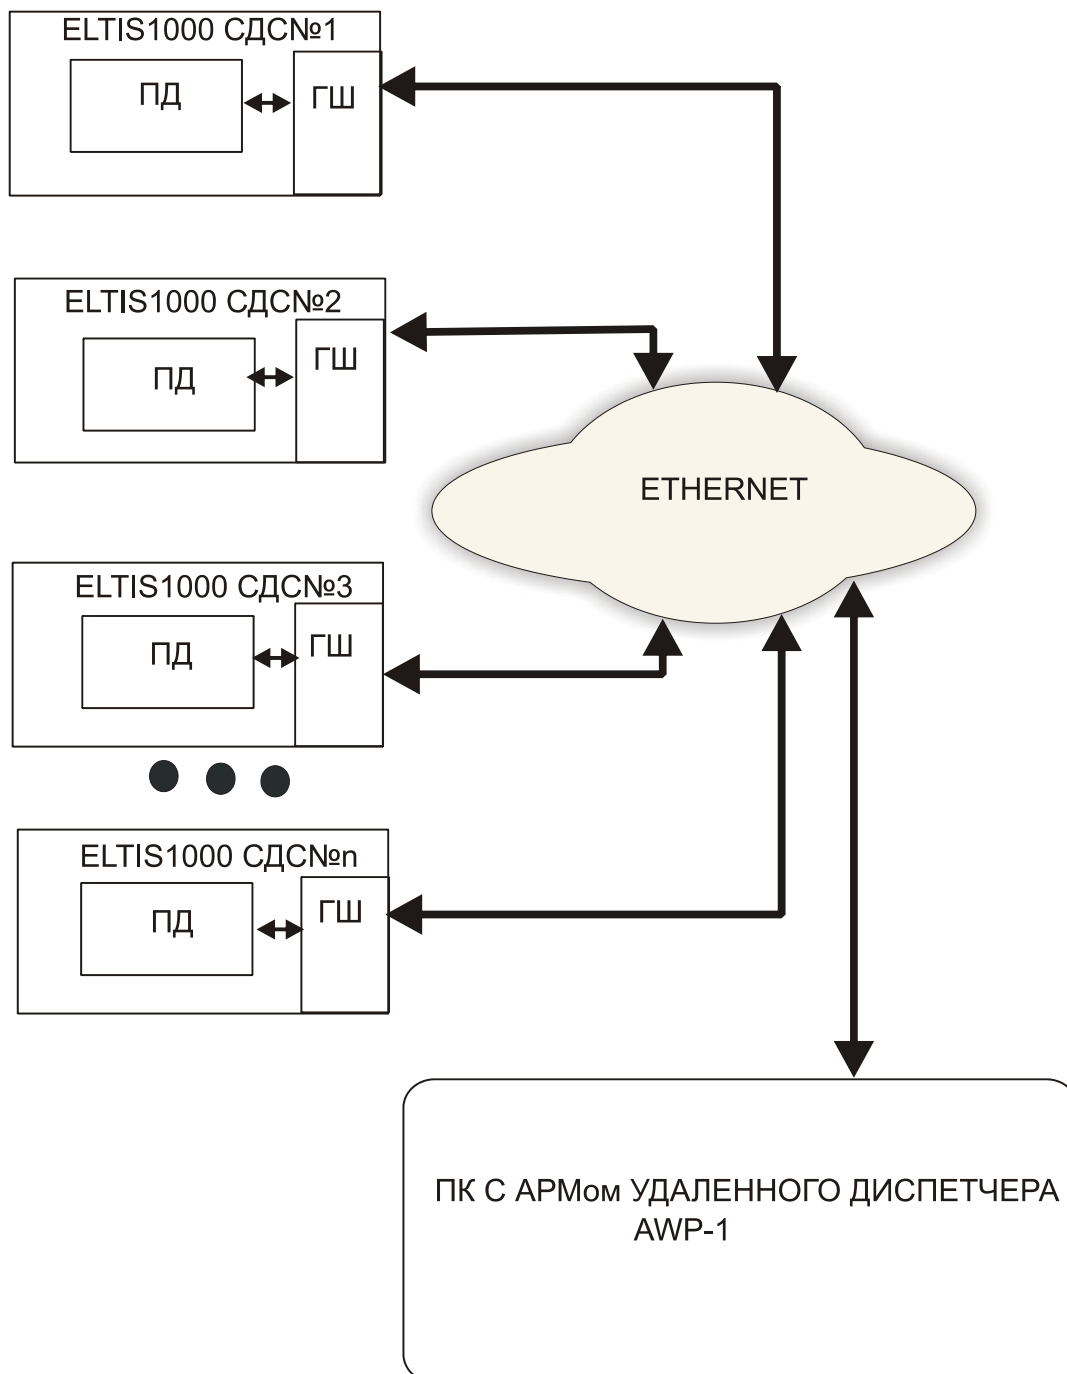 ELTIS1000 СДС№1
ПД
ГШ
ELTIS1000 СДС№2
ПД
ГШ
ETHERNET
ELTIS1000 СДС№3
ПД
ГШ
ELTIS1000 СДС№n
ПД
ГШ
ПК С АРМом УДАЛЕННОГО ДИСПЕТЧЕРА
AWP-1